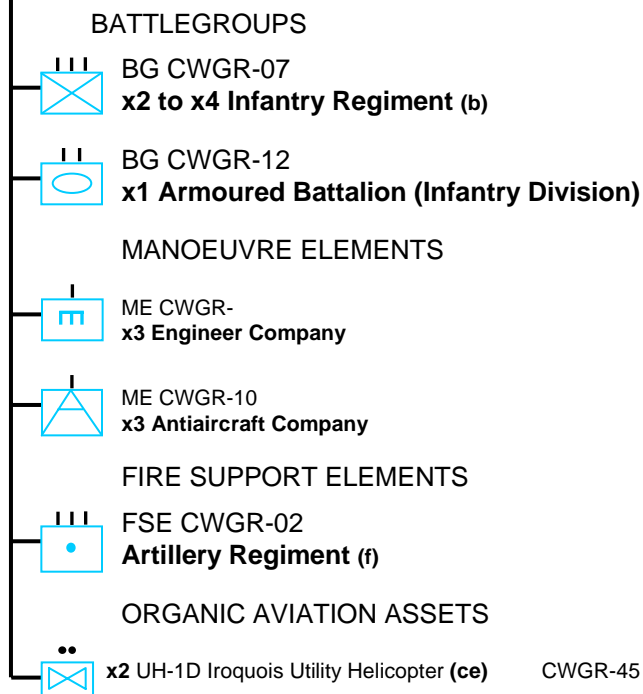 BATTLEGROUPS
BG CWGR-07
x2 to x4 Infantry Regiment (b)
BG CWGR-12
x1 Armoured Battalion (Infantry Division)
MANOEUVRE ELEMENTS
ME CWGR-
x3 Engineer Company
ME CWGR-10
x3 Antiaircraft Company
FIRE SUPPORT ELEMENTS
FSE CWGR-02
Artillery Regiment (f)
ORGANIC AVIATION ASSETS
x2 UH-1D Iroquois Utility Helicopter (ce) CWGR-45